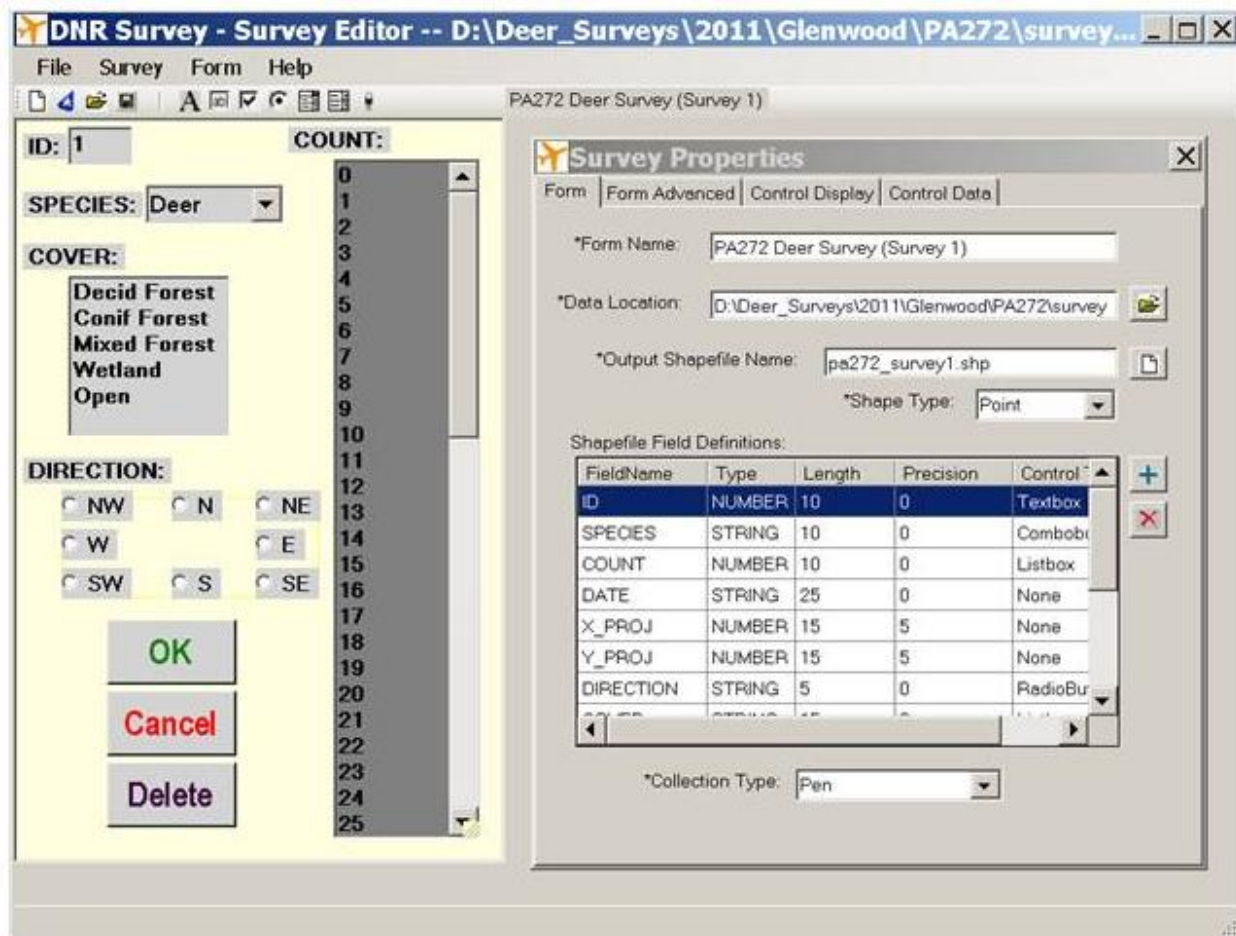 DNR Survey - Survey Editor -- D:\Deer_Surveys\2011\Glenwood\PA272\survey...
File Survey Form Help
PA272 Deer Survey (Survey 1)
ID: 1
COUNT:
SPECIES: Deer
COVER:
Decid Forest
Conif Forest
Mixed Forest
Wetland
Open
DIRECTION:
NW N NE
W E
SW S SE
OK
Cancel
Delete
0
1
2
3
4
5
6
7
8
9
10
11
12
13
14
15
16
17
18
19
20
21
22
23
24
25
Survey Properties
Form Form Advanced Control Display Control Data
*Form Name: PA272 Deer Survey (Survey 1)
*Data Location: D:\Deer_Surveys\2011\Glenwood\PA272\survey
*Output Shapefile Name: pa272_survey1.shp
*Shape Type: Point
Shapefile Field Definitions:
FieldName Type Length Precision Control
ID NUMBER 10 0 Textbox
SPECIES STRING 10 0
COUNT NUMBER 10 0 Listbox
DATE STRING 25 0 None
X_PROJ NUMBER 15 5 None
Y_PROJ NUMBER 15 5 None
DIRECTION STRING 5 0
*Collection Type: Pen